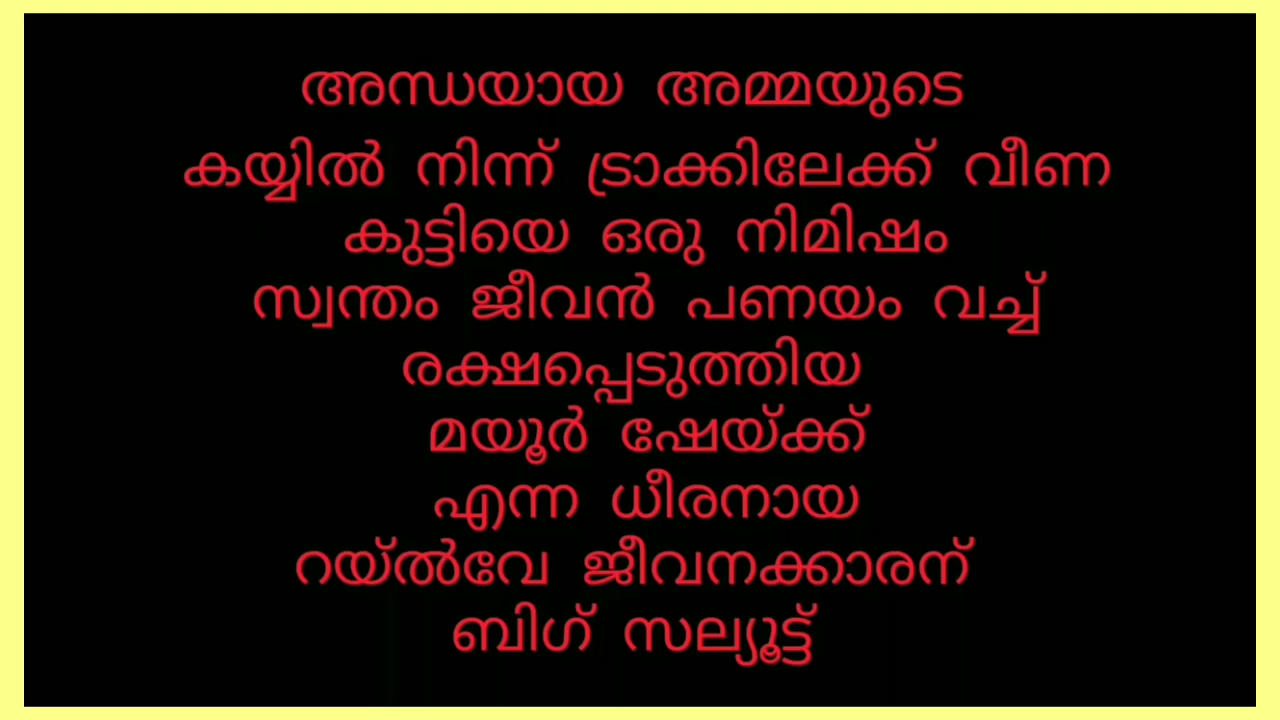 അന്ധയായ അമ്മയുടെ
കയ്യിൽ നിന്ന് ട്രാക്കിലേക്ക് വീണ
കുട്ടിയെ ഒരു നിമിഷം
സ്വന്തം ജീവൻ പണയം വച്ച്
രക്ഷപ്പെടുത്തിയ
മയൂർ ഷേയ്ക്ക്
എന്ന ധീരനായ
റയ്ൽവേ ജീവനക്കാരന്
ബിഗ് സല്യൂട്ട്